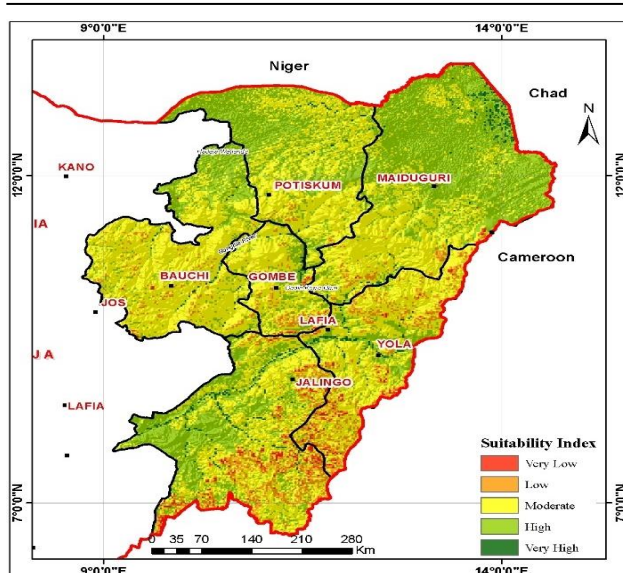 9°0'0"E 14°0'0"E
Niger
Chad
N
12°0'0"N 12°0'0"N
KANO
POTISKUM
MAIDUGURI
IA
Cameroon
BAUCHI
GOMBE
JOS
LAFIA
YOLA
J A
JALINGO
LAFIA
Suitability Index
Very Low
Low
Moderate
High
Very High
7°0'0"N 7°0'0"N
0 35 70 140 210 280
Km
9°0'0"E 14°0'0"E